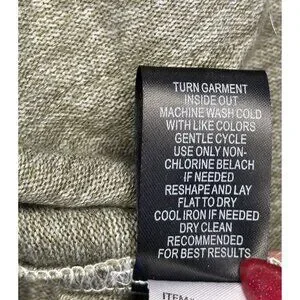 TURN GARMENT
INSIDE OUT
MACHINE WASH COLD
WITH LIKE COLORS
GENTLE CYCLE
USE ONLY NON-
CHLORINE BELACH
IF NEEDED
RESHAPE AND LAY
FLAT TO DRY
COOL IRON IF NEEDED
DRY CLEAN
RECOMMENDED
FOR BEST RESULTS
ITEM